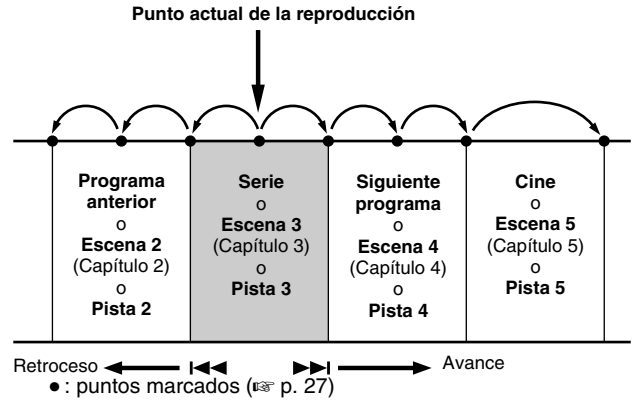 Punto actual de la reproducción
Programa
anterior
o
Escena 2
(Capítulo 2)
o
Pista 2
Serie
o
Escena 3
(Capítulo 3)
o
Pista 3
Siguiente
programa
o
Escena 4
(Capítulo 4)
o
Pista 4
Cine
o
Escena 5
(Capítulo 5)
o
Pista 5
Retroceso
Avance
● : puntos marcados (☞ p. 27)